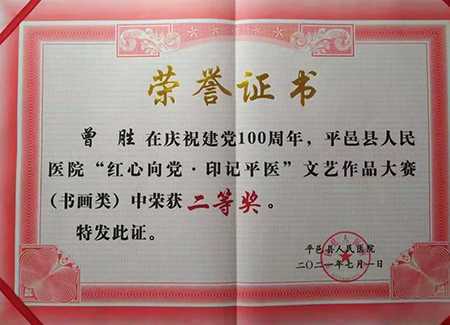 荣誉证书
曾 胜 在庆祝建党100周年,平邑县人民
医院“红心向党·印记平医”文艺作品大赛
(书画类)中荣获 二等奖 。
特发此证。
平邑县人民医院
二〇二一年七月一日